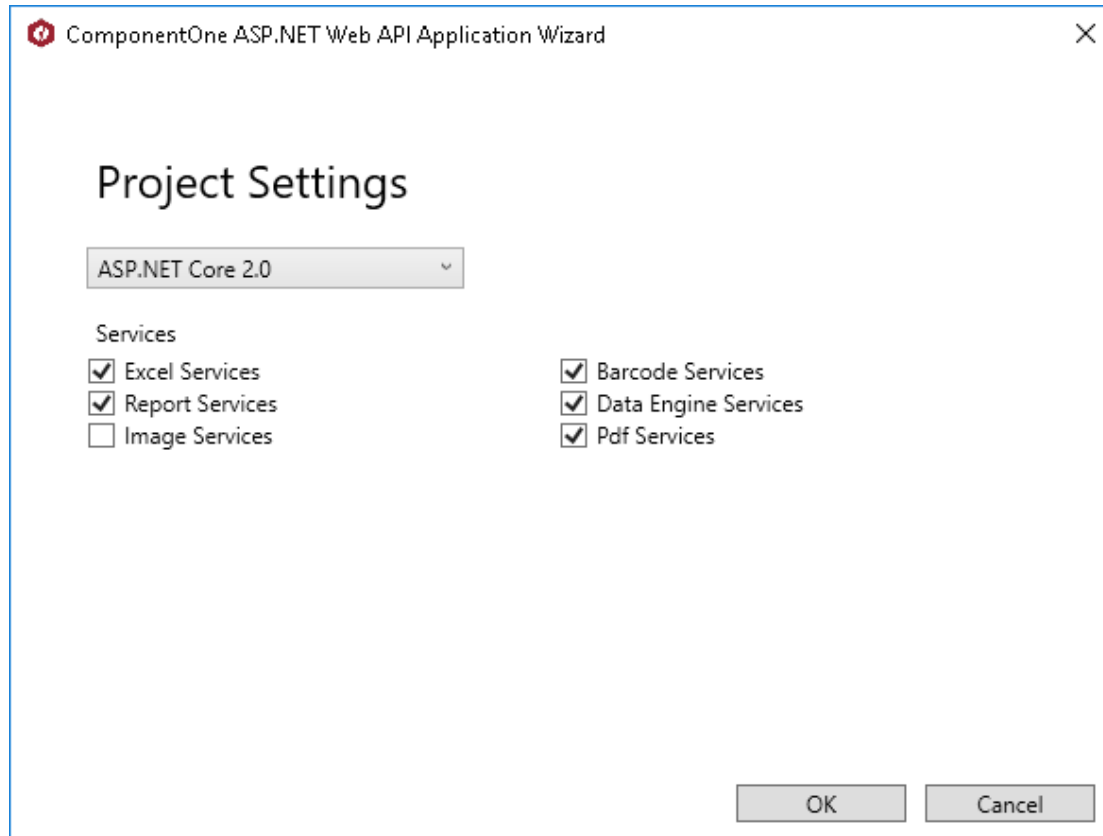 ComponentOne ASP.NET Web API Application Wizard
Project Settings
ASP.NET Core 2.0
Services
Excel Services
Barcode Services
Report Services
Data Engine Services
Image Services
Pdf Services
OK
Cancel